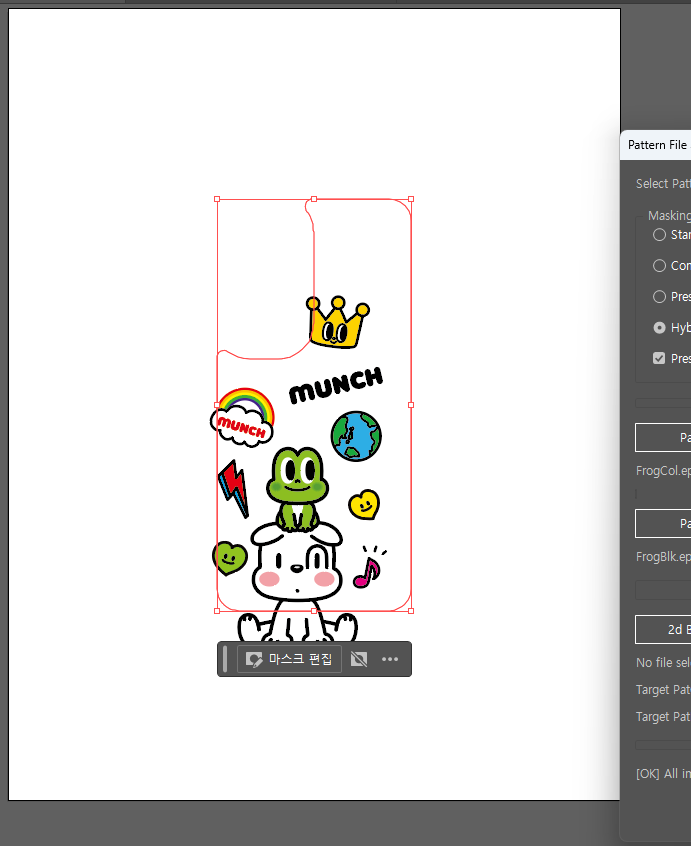 Pattern File
Select Patt
Masking
Star
Con
Pres
Hyb
Pres
MUNCH
MUNCH
Pa
FrogCol.ep
Pa
FrogBlk.ep
2d B
No file sel
마스크 편집
Target Pat
Target Pat
[OK] All in